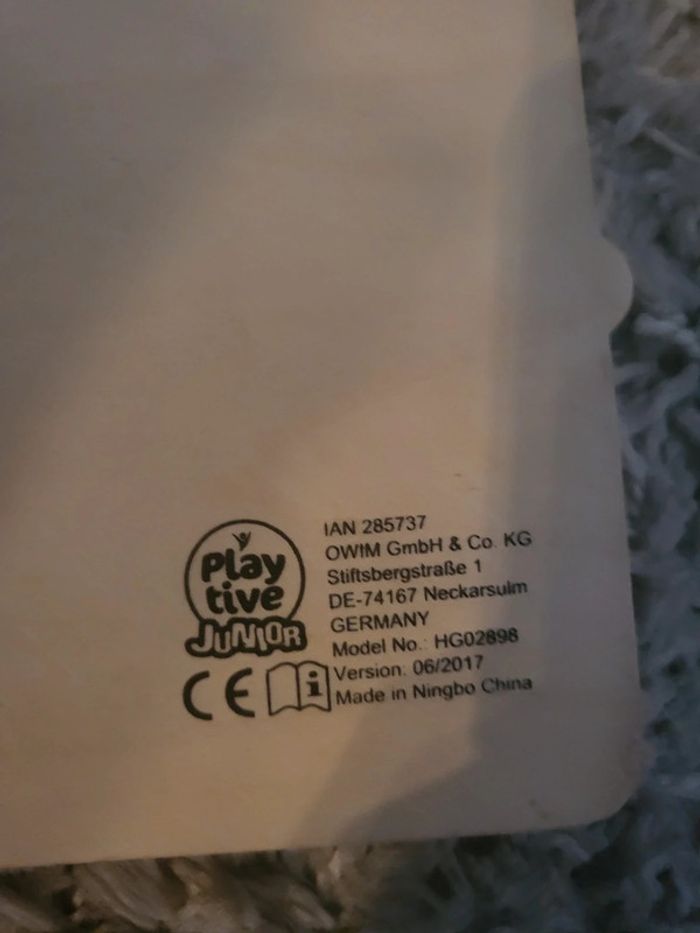 Play
tive
JUNIOR
CE
i
IAN 285737
OWIM GmbH & Co. KG
Stiftsbergstraße 1
DE-74167 Neckarsulm
GERMANY
Model No.: HG02898
Version: 06/2017
Made in Ningbo China